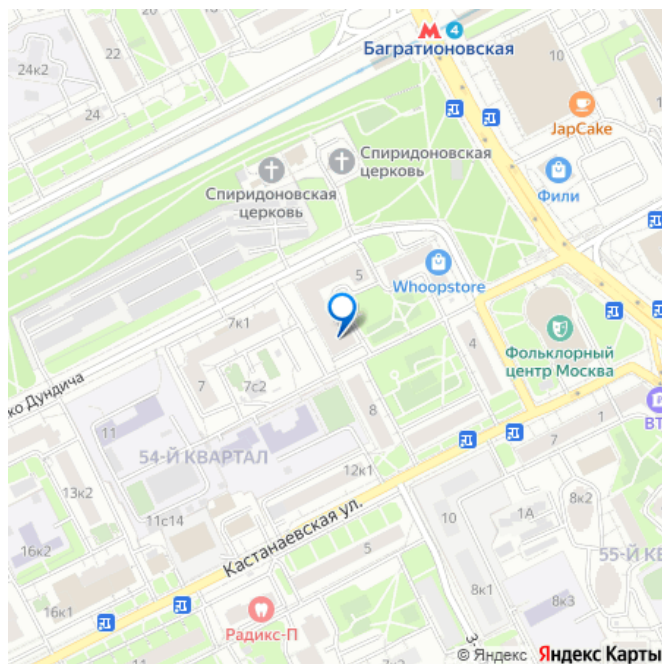 22
24к2
24
4
Багратионовская
10
JapCake
Спиридоновская
церковь
Спиридоновская
церковь
Фили
5
Whoopstore
7к1
4
Фольклорный
центр Москва
ко Дундича
7
7с2
ВТ
1
8
7
11
54-Й КВАРТАЛ
12к1
13к2
8к2
11с14
Кастанаевская ул.
10
1А
16к2
5
55-Й КВ
8к1
8к3
16к1
Радикс-П
3-
© Яндекс Яндекс Карты